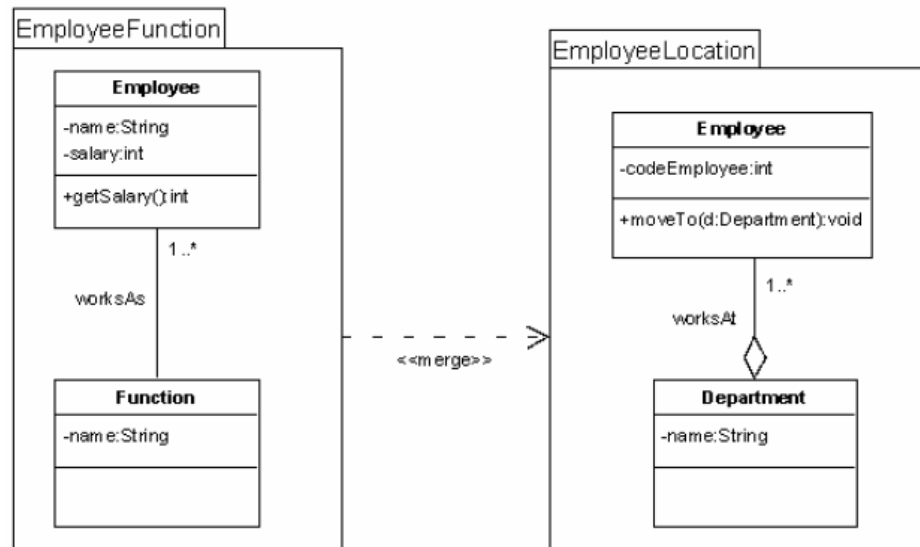 EmployeeFunction
Employee
-name:String
-salary:int
+getSalary():int
1..*
worksAs
Function
-name:String
<<merge>>
EmployeeLocation
Employee
-codeEmployee:int
+moveTo(d:Department):void
1..*
worksAt
Department
-name:String